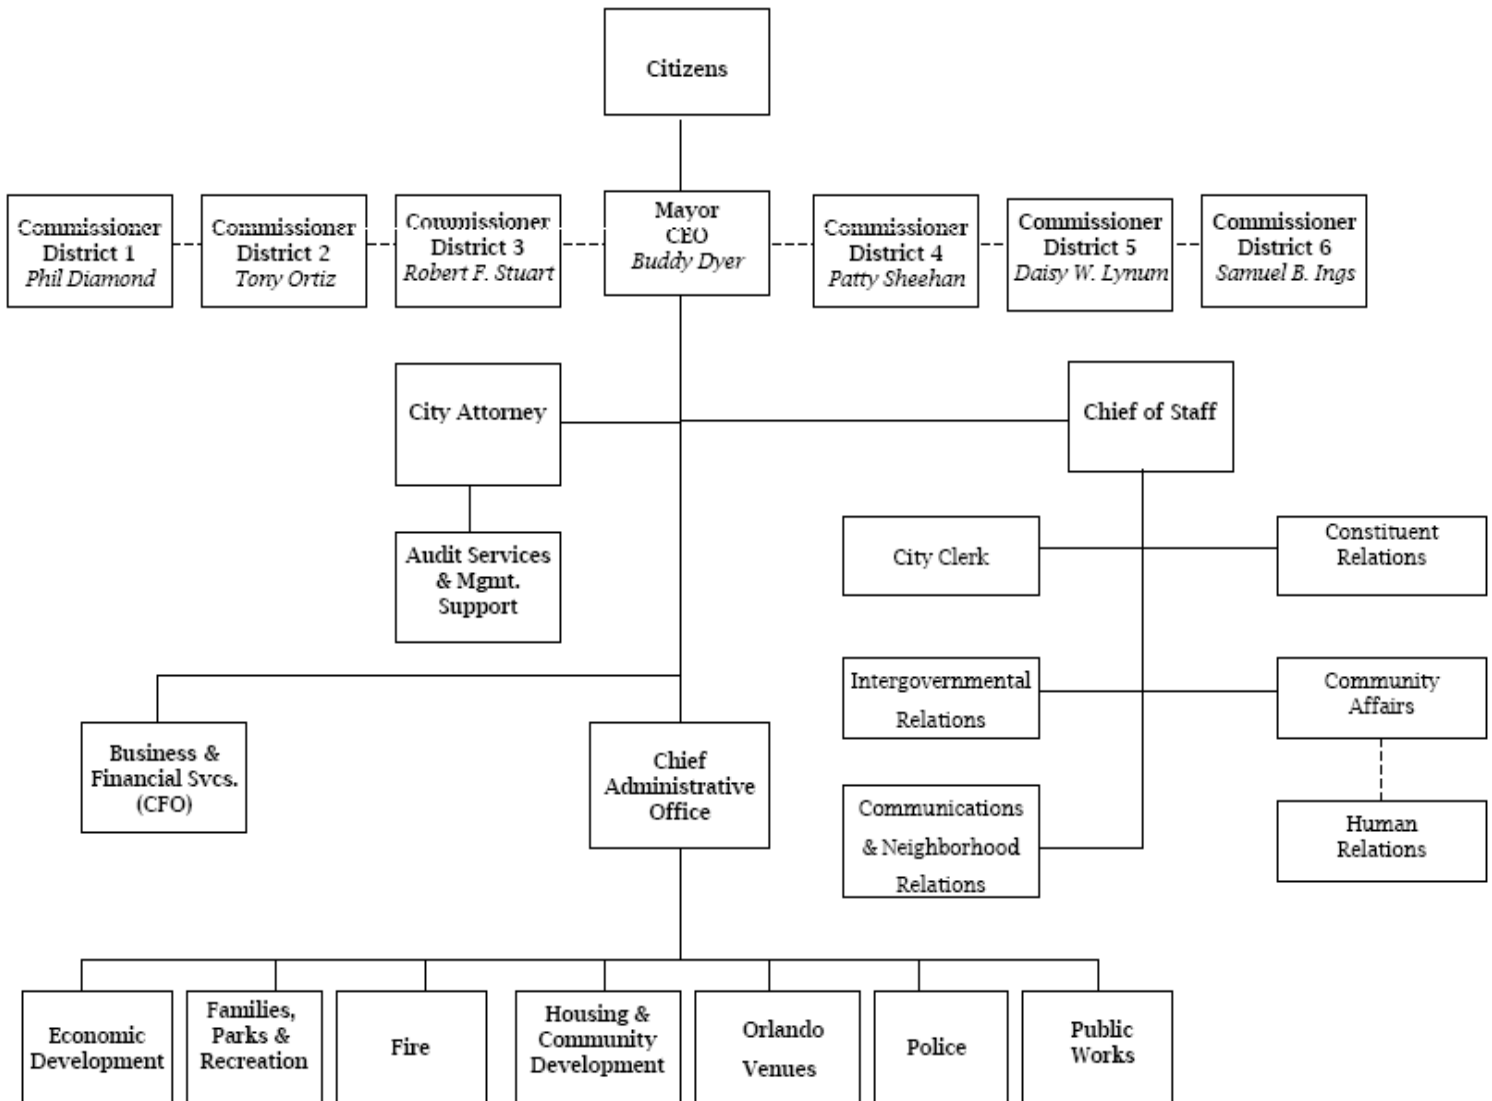 Citizens
Commissioner
District 1
Phil Diamond
Commissioner
District 2
Tony Ortiz
Commissioner
District 3
Robert F. Stuart
Mayor
CEO
Buddy Dyer
Commissioner
District 4
Patty Sheehan
Commissioner
District 5
Daisy W. Lynum
Commissioner
District 6
Samuel B. Ings
City Attorney
Chief of Staff
Audit Services
& Mgmt.
Support
City Clerk
Constituent
Relations
Intergovernmental
Relations
Community
Affairs
Business &
Financial Svcs.
(CFO)
Chief
Administrative
Office
Communications
& Neighborhood
Relations
Human
Relations
Economic
Development
Families,
Parks &
Recreation
Fire
Housing &
Community
Development
Orlando
Venues
Police
Public
Works